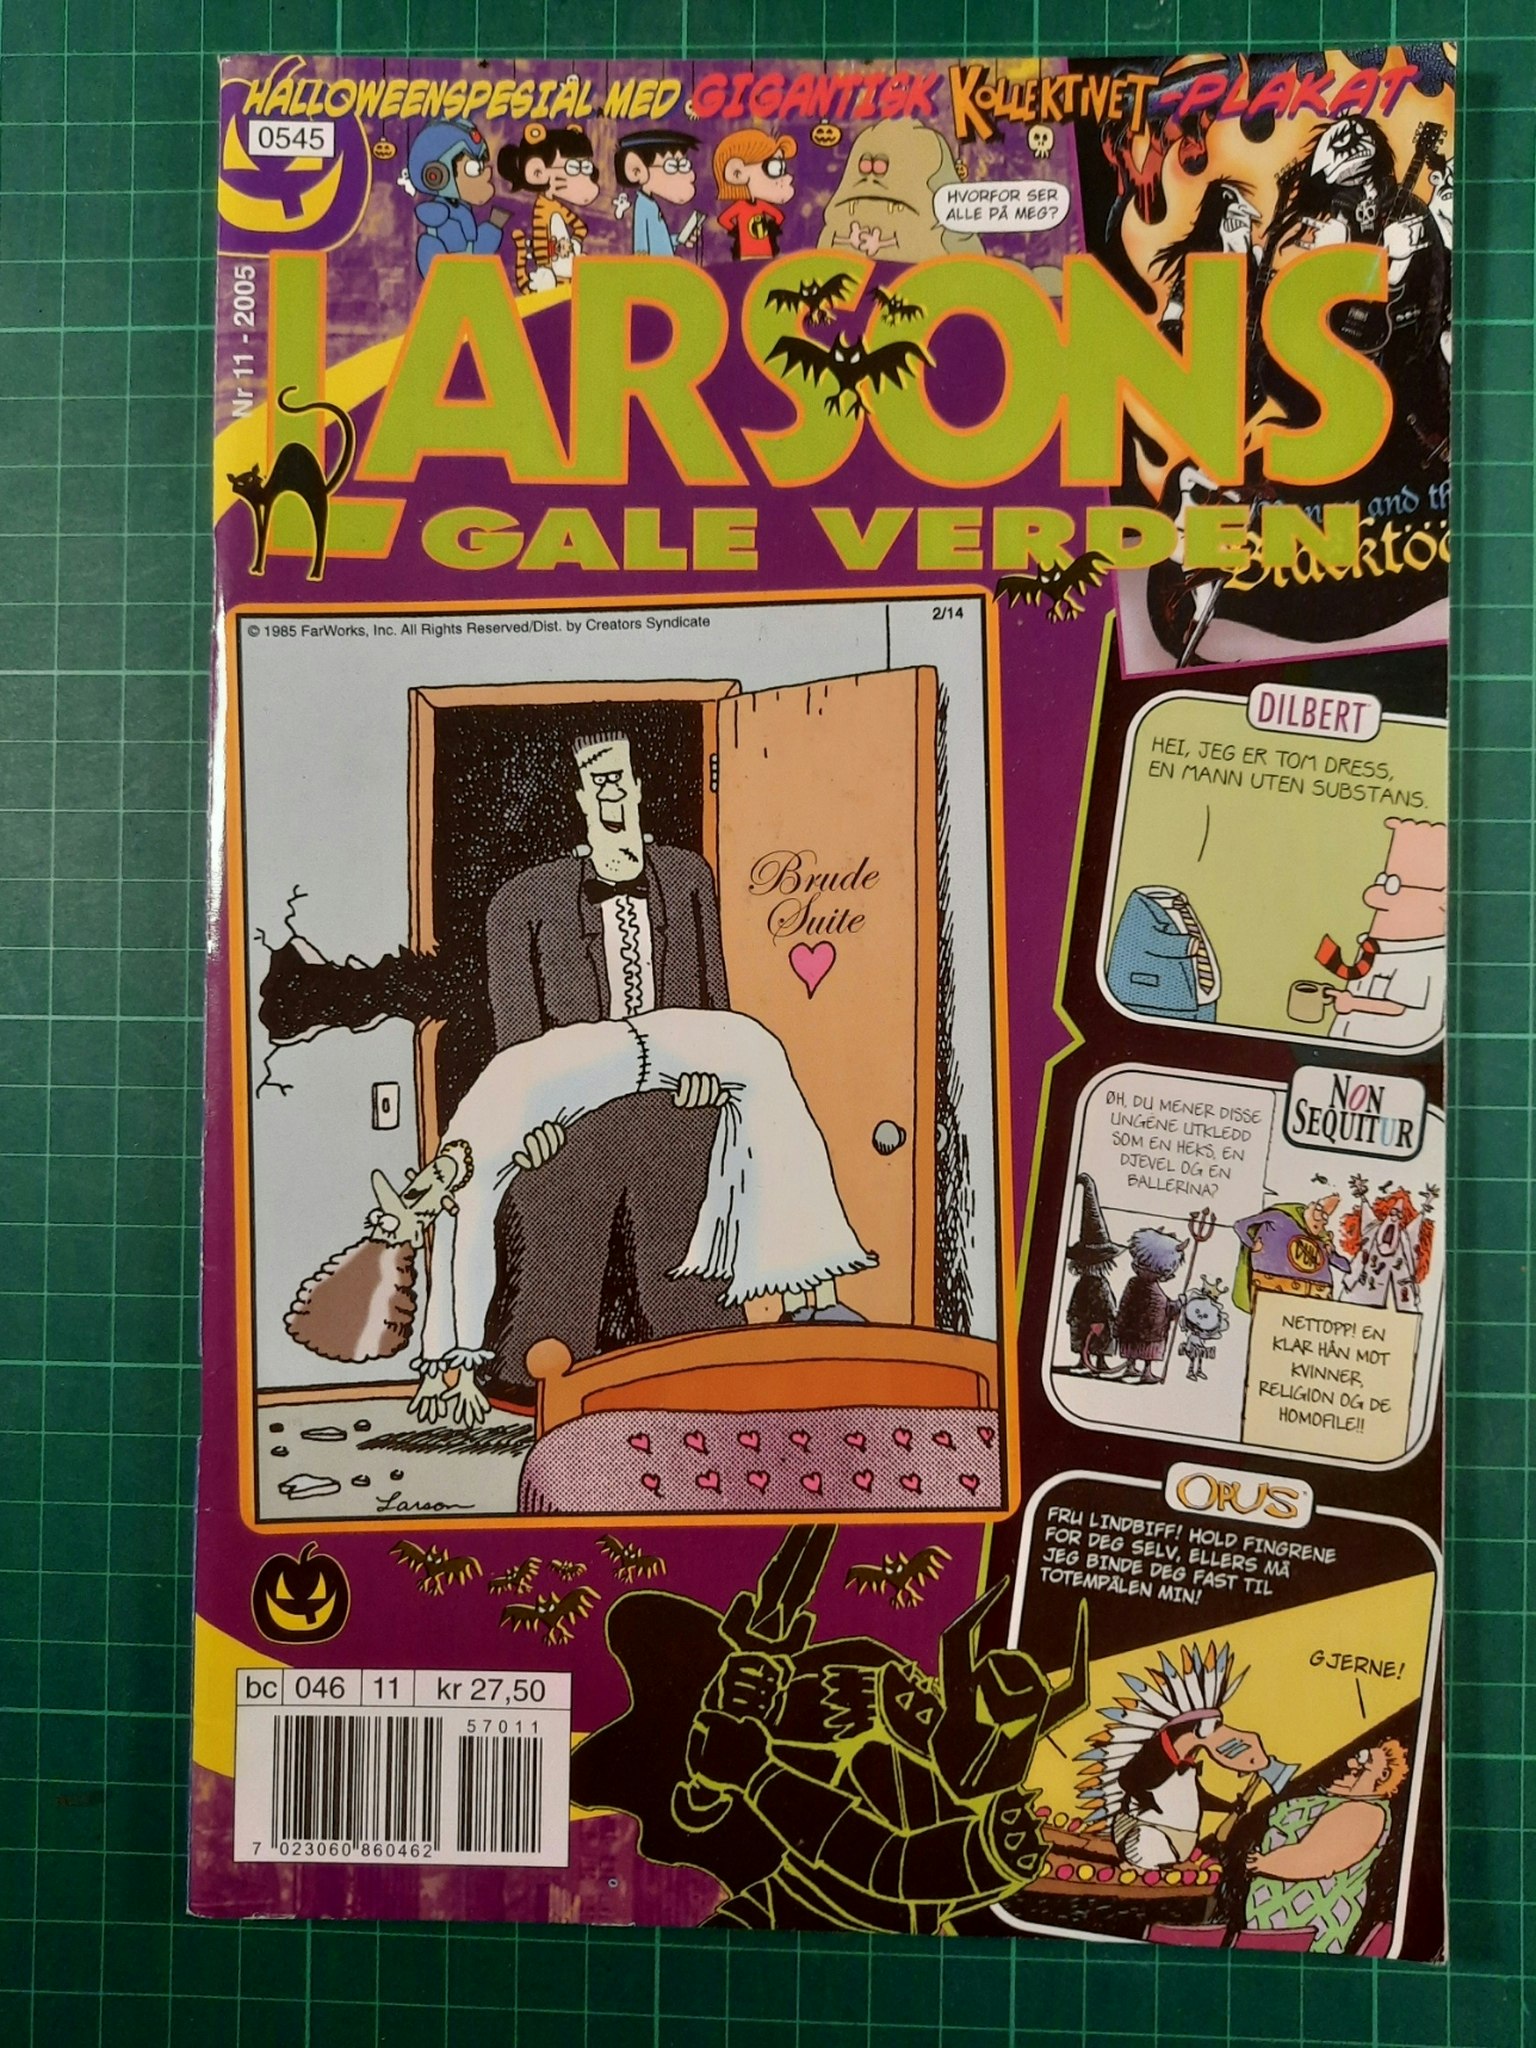 HALLOWEENSPESIAL MED GIGANTISK KOLLEKTIVET-PLAKAT
0545
HVORFOR SER
ALLE PÅ MEG?
Nr 11 - 2005
LARSONS
GALE VERDEN
and th
Blacktöö
© 1985 FarWorks, Inc. All Rights Reserved/Dist. by Creators Syndicate
2/14
Brude
Suite
Larson
DILBERT
HEI, JEG ER TOM DRESS,
EN MANN UTEN SUBSTANS.
NON
SEQUITUR
ØH, DU MENER DISSE
UNGENE UTKLEDD
SOM EN HEKS, EN
DJEVEL OG EN
BALLERINA?
NETTOPP! EN
KLAR HÅN MOT
KVINNER,
RELIGION OG DE
HOMOFILE!!
OPUS
FRU LINDBIFF! HOLD FINGRENE
FOR DEG SELV, ELLERS MÅ
JEG BINDE DEG FAST TIL
TOTEMPÅLEN MIN!
GJERNE!
bc 046 11 kr 27,50
57011
7 023060 860462